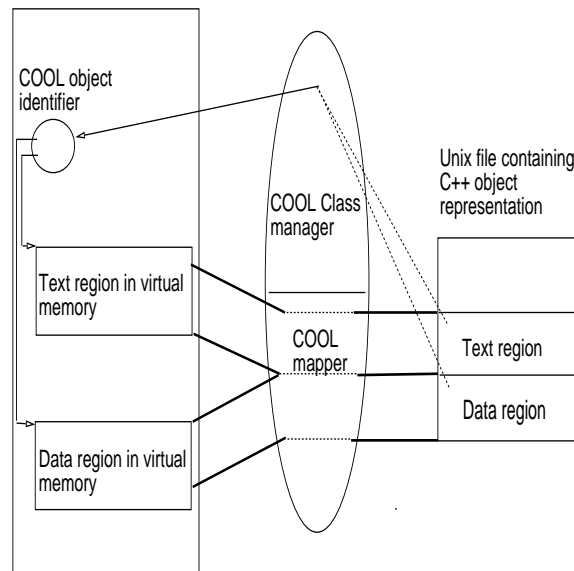 COOL object
identifier
COOL Class
manager
Unix file containing
C++ object
representation
Text region in virtual
memory
COOL
mapper
Text region
Data region
Data region in virtual
memory